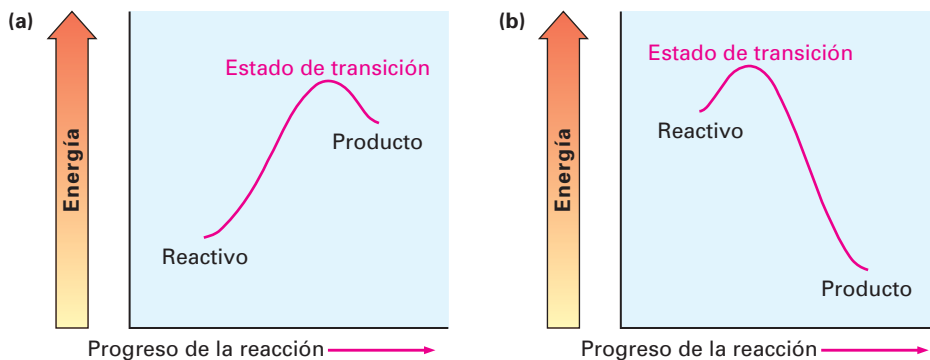 (a)
Energía
Estado de transición
Producto
Reactivo
Progreso de la reacción
(b)
Energía
Estado de transición
Reactivo
Producto
Progreso de la reacción